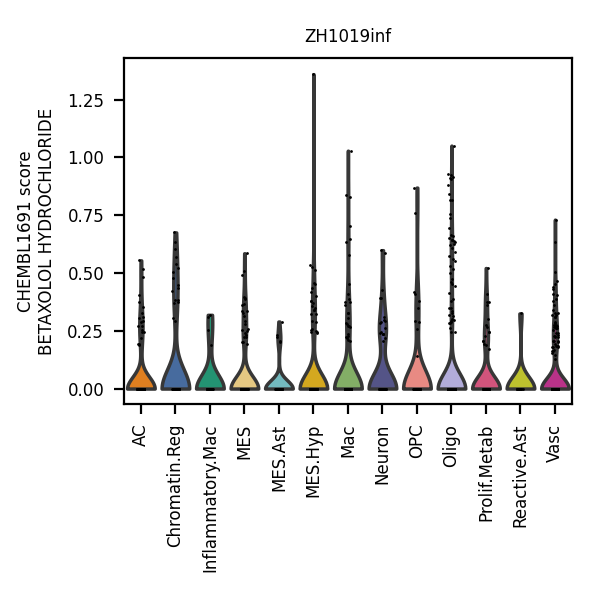 ZH1019inf
CHEMBL1691 score
BETAXOLOL HYDROCHLORIDE
1.25
1.00
0.75
0.50
0.25
0.00
AC
Chromatin.Reg
Inflammatory.Mac
MES
MES.Ast
MES.Hyp
Mac
Neuron
OPC
Oligo
Prolif.Metab
Reactive.Ast
Vasc